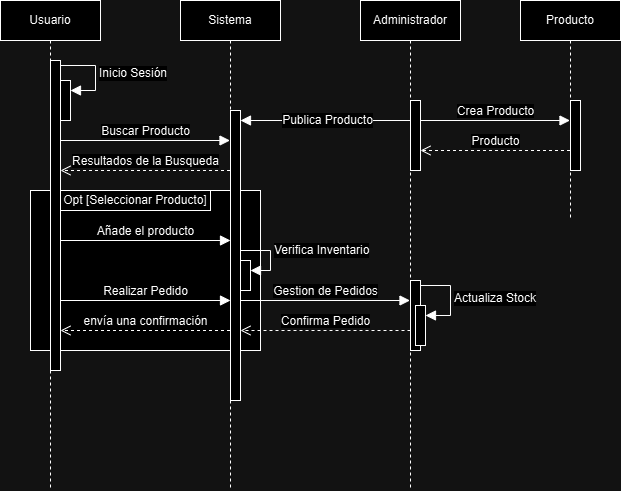 Usuario
Sistema
Administrador
Producto
Inicio Sesión
Publica Producto
Crea Producto
Buscar Producto
Producto
Resultados de la Busqueda
Opt [Seleccionar Producto]
Añade el producto
Verifica Inventario
Realizar Pedido
Gestion de Pedidos
Actualiza Stock
envía una confirmación
Confirma Pedido